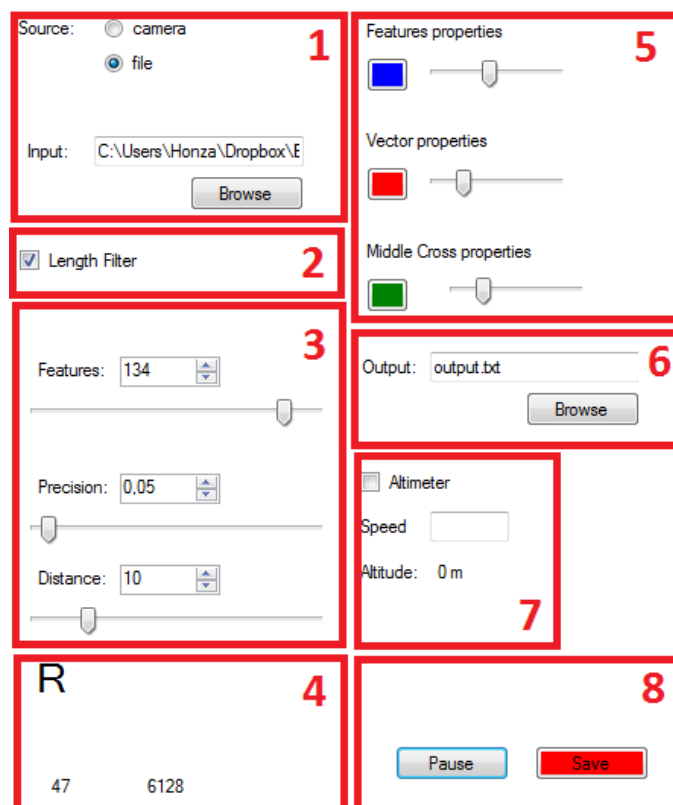 Source: camera
1
file
Input: C:\Users\Honza\Dropbox\E
Browse
Length Filter
2
3
Features: 134
Precision: 0,05
Distance: 10
R
4
47 6128
Features properties
5
Vector properties
Middle Cross properties
Output: output.txt
6
Browse
Altimeter
Speed
Altitude: 0 m
7
8
Pause Save